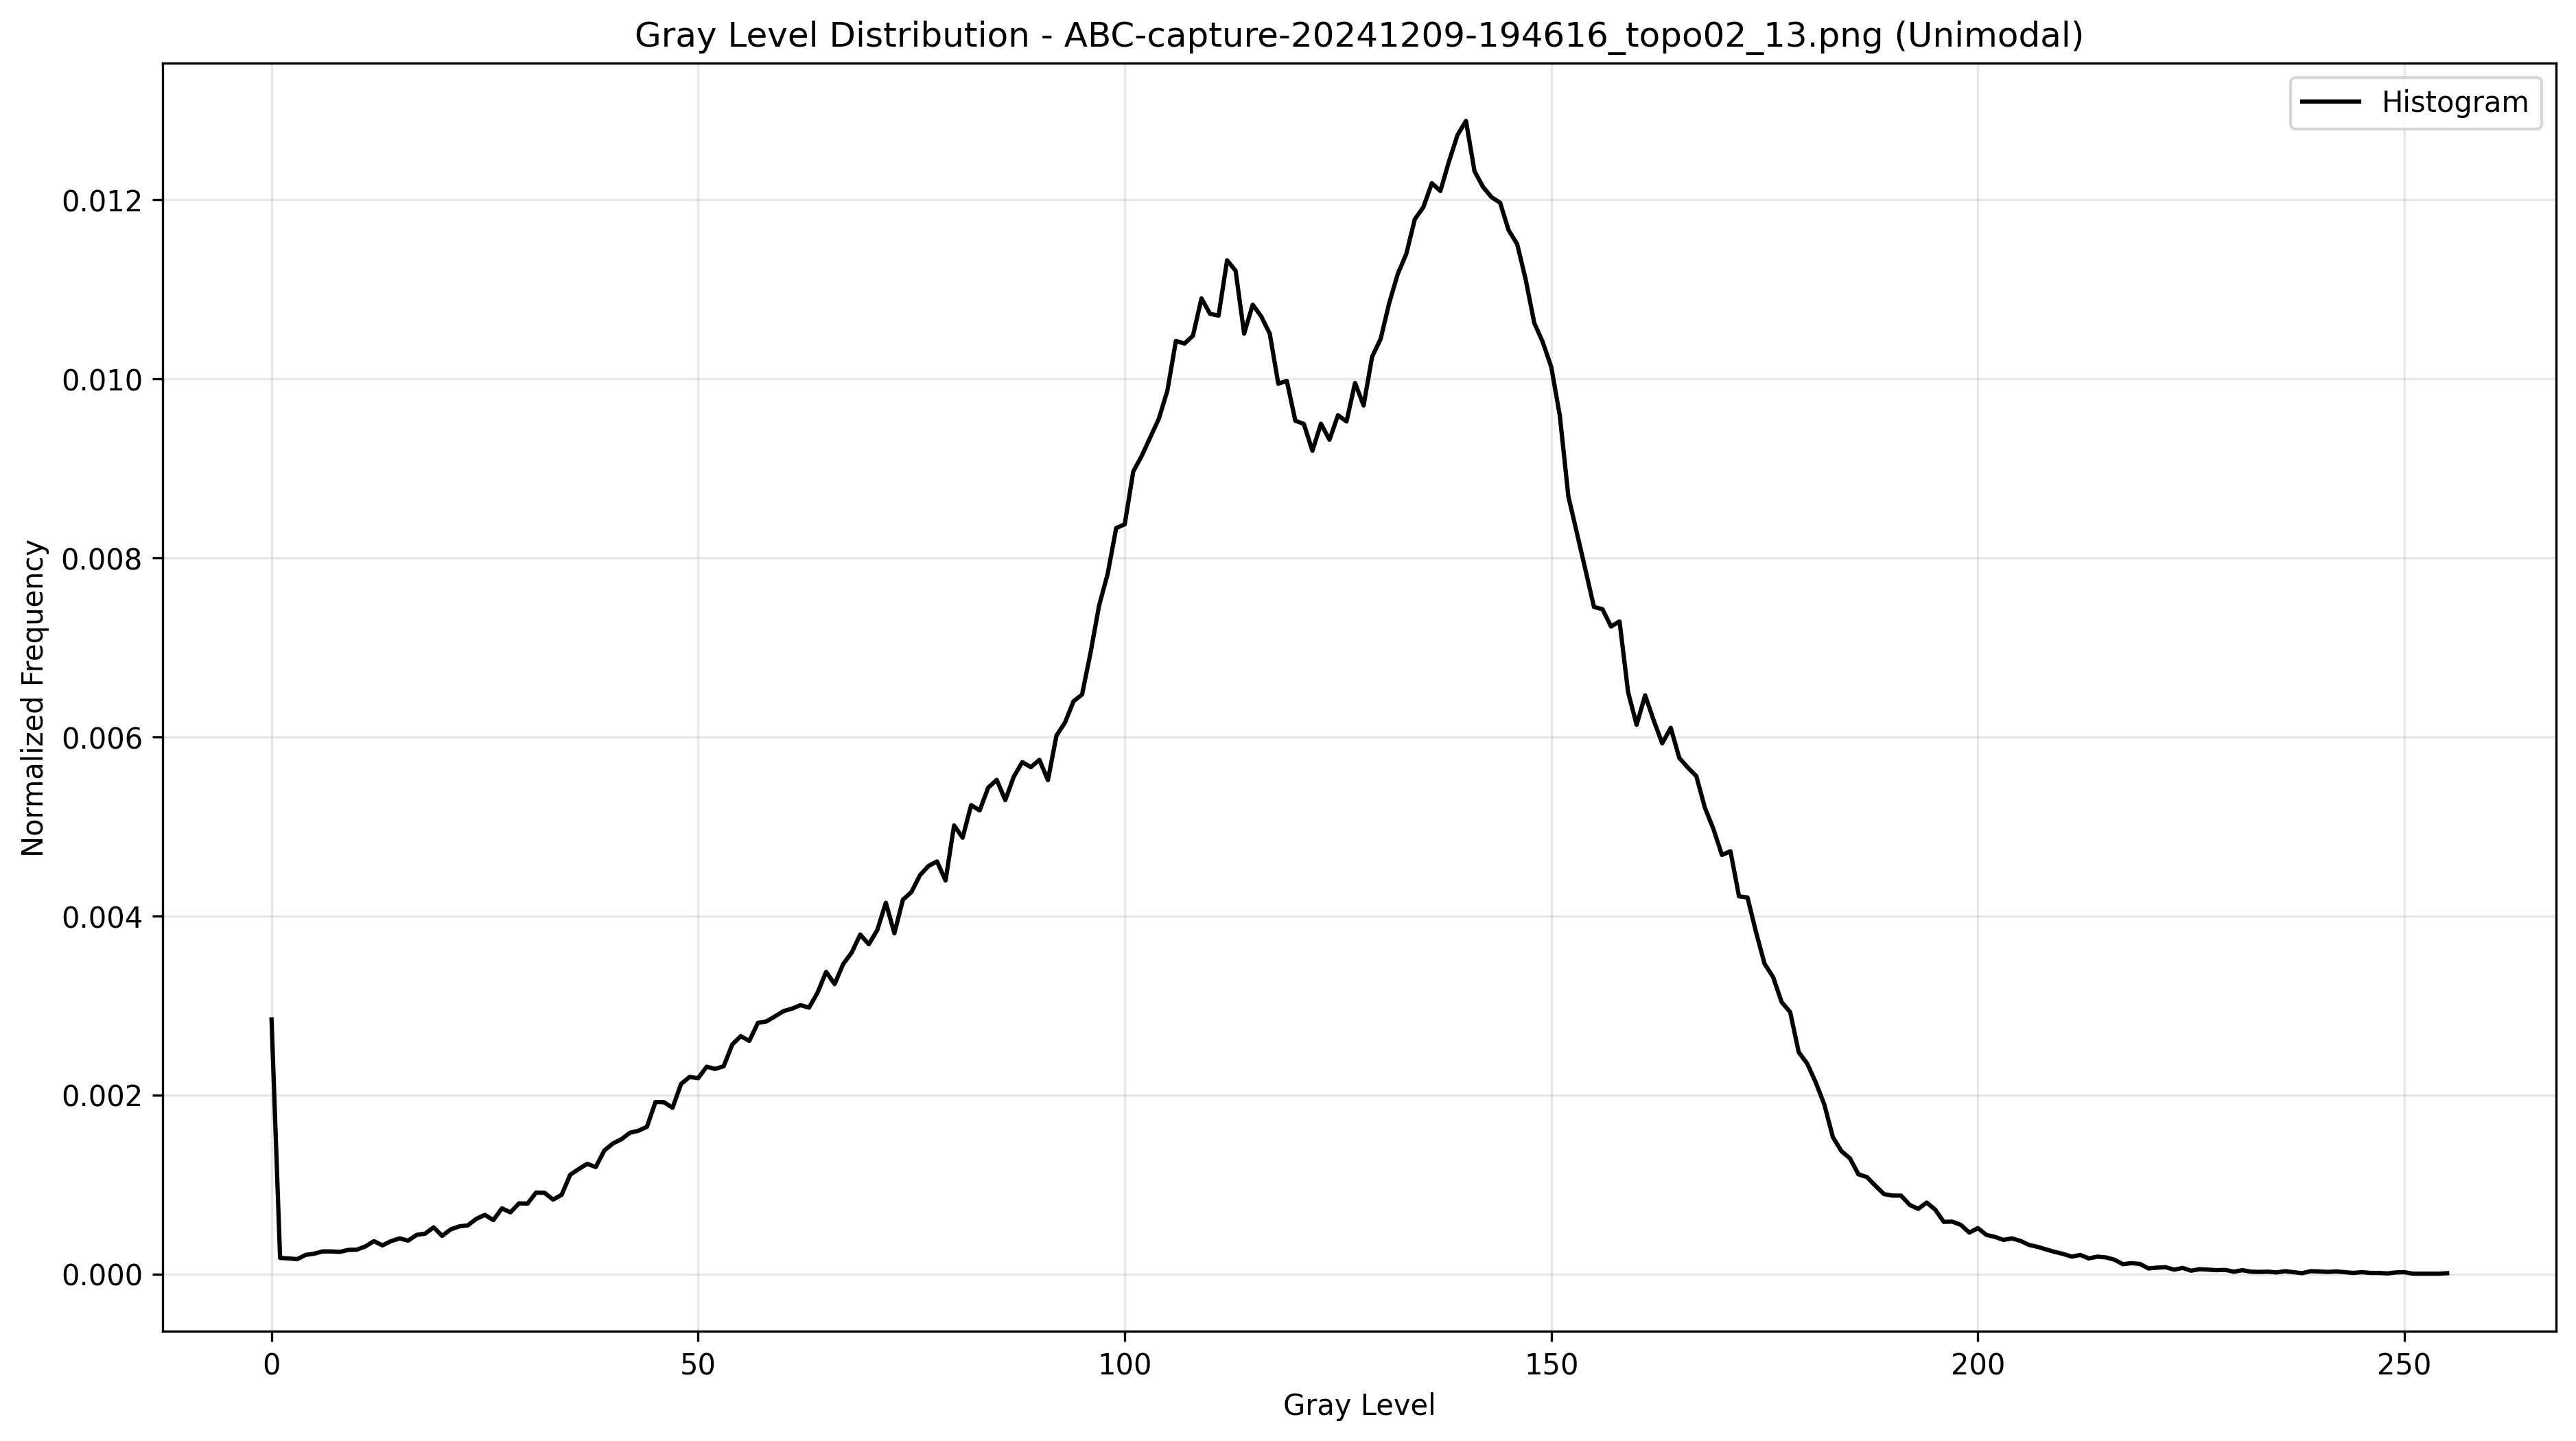 Gray Level Distribution - ABC-capture-20241209-194616_topo02_13.png (Unimodal)
Histogram
Normalized Frequency
0.012
0.010
0.008
0.006
0.004
0.002
0.000
0 50 100 150 200 250
Gray Level